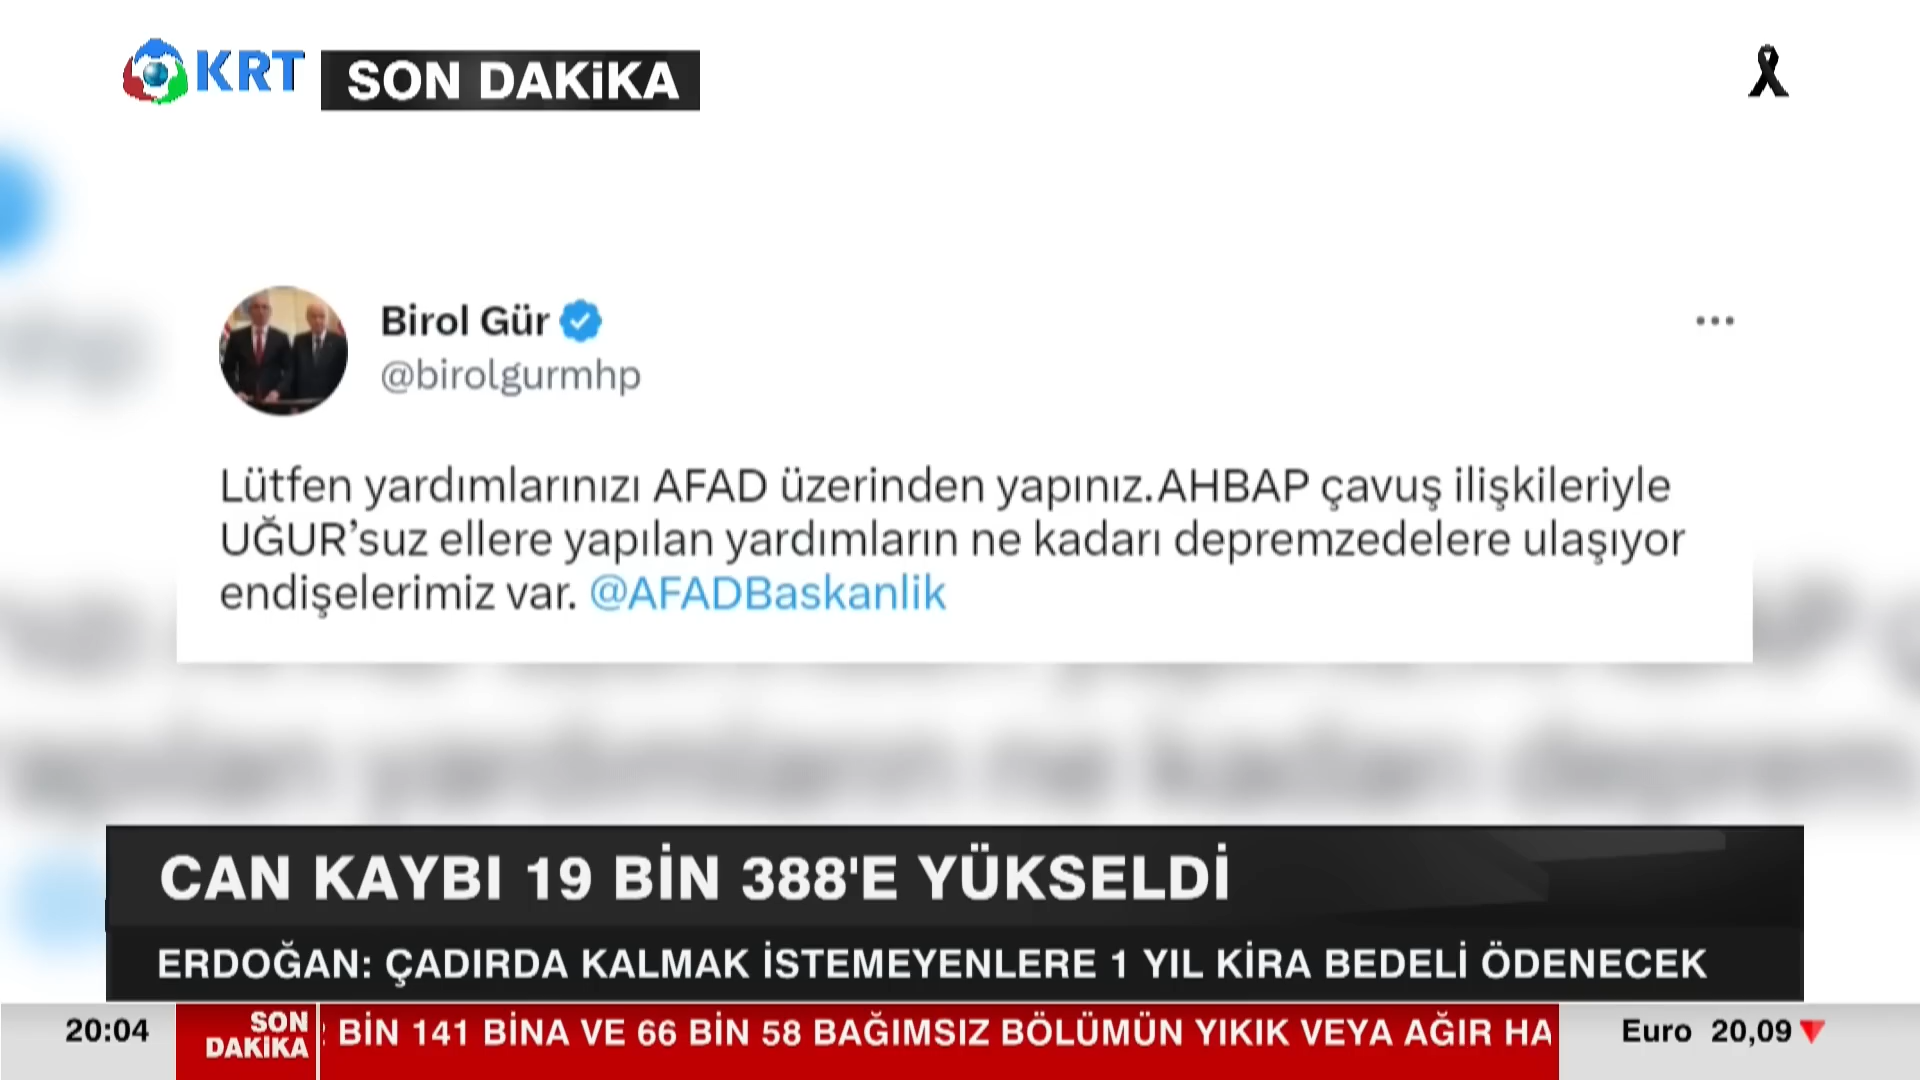 KRT
SON DAKiKA
Birol Gür
@birolgurmhp
Lütfen yardımlarınızı AFAD üzerinden yapınız.AHBAP çavuş ilişkileriyle
UĞUR’suz ellere yapılan yardımların ne kadarı depremzedelere ulaşıyor
endişelerimiz var. @AFADBaskanlik
CAN KAYBI 19 BİN 388'E YÜKSELDİ
ERDOĞAN: ÇADIRDA KALMAK İSTEMEYENLERE 1 YIL KİRA BEDELİ ÖDENECEK
20:04
SON
DAKİKA
BİN 141 BİNA VE 66 BİN 58 BAĞIMSIZ BÖLÜMÜN YIKIK VEYA AĞIR HA
Euro 20,09